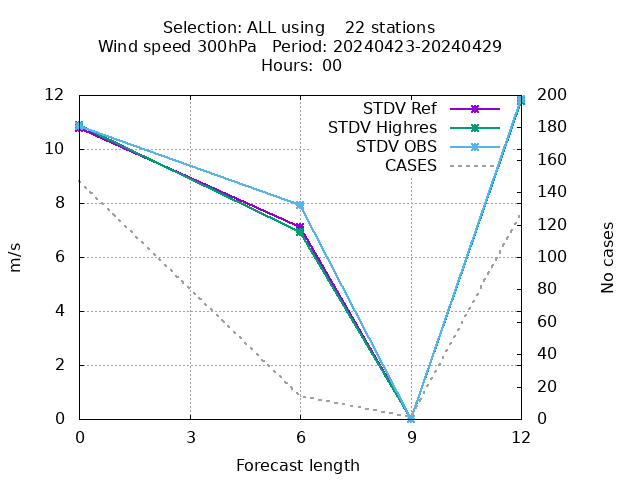 Selection: ALL using    22 stations
Wind speed 300hPa   Period: 20240423-20240429
Hours: 00
12
10
8
6
4
2
0
m/s
STDV Ref
STDV Highres
STDV OBS
CASES
200
180
160
140
120
100
80
60
40
20
0
No cases
0 3 6 9 12
Forecast length